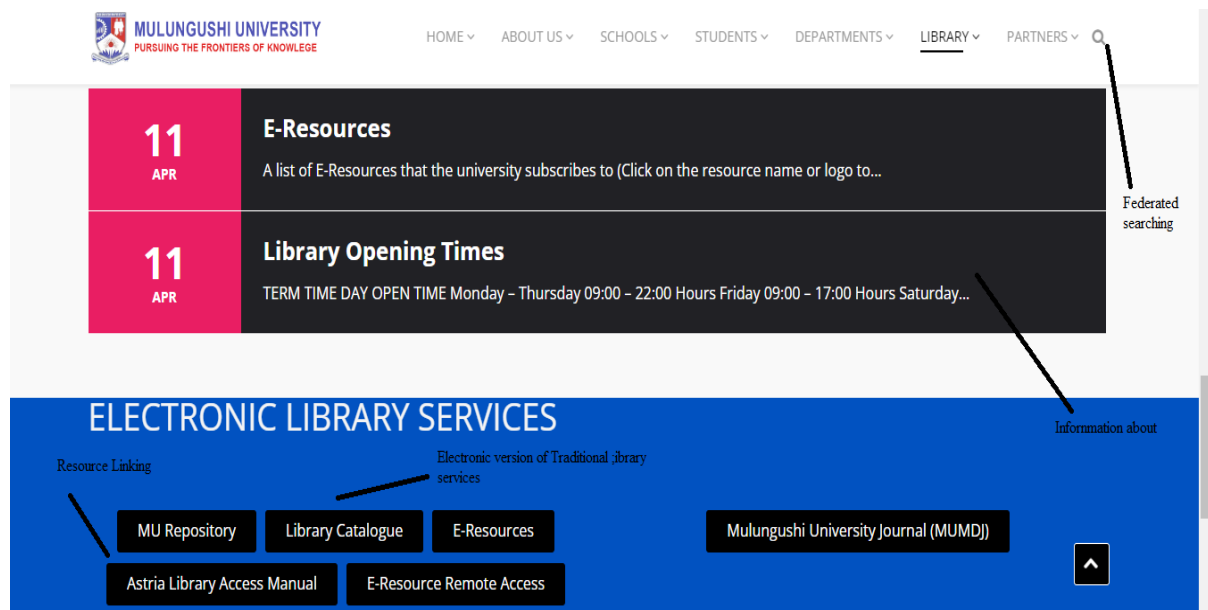 MULUNGUSHI UNIVERSITY
PURSUING THE FRONTIERS OF KNOWLEGE
HOME ABOUT US SCHOOLS STUDENTS DEPARTMENTS LIBRARY PARTNERS
11
APR
E-Resources
A list of E-Resources that the university subscribes to (Click on the resource name or logo to...
Federated
searching
11
APR
Library Opening Times
TERM TIME DAY OPEN TIME Monday – Thursday 09:00 – 22:00 Hours Friday 09:00 – 17:00 Hours Saturday...
ELECTRONIC LIBRARY SERVICES
Infornmation about
Resource Linking
Electronic version of Traditional ;ibrary
services
MU Repository Library Catalogue E-Resources Mulungushi University Journal (MUMDJ)
Astria Library Access Manual E-Resource Remote Access